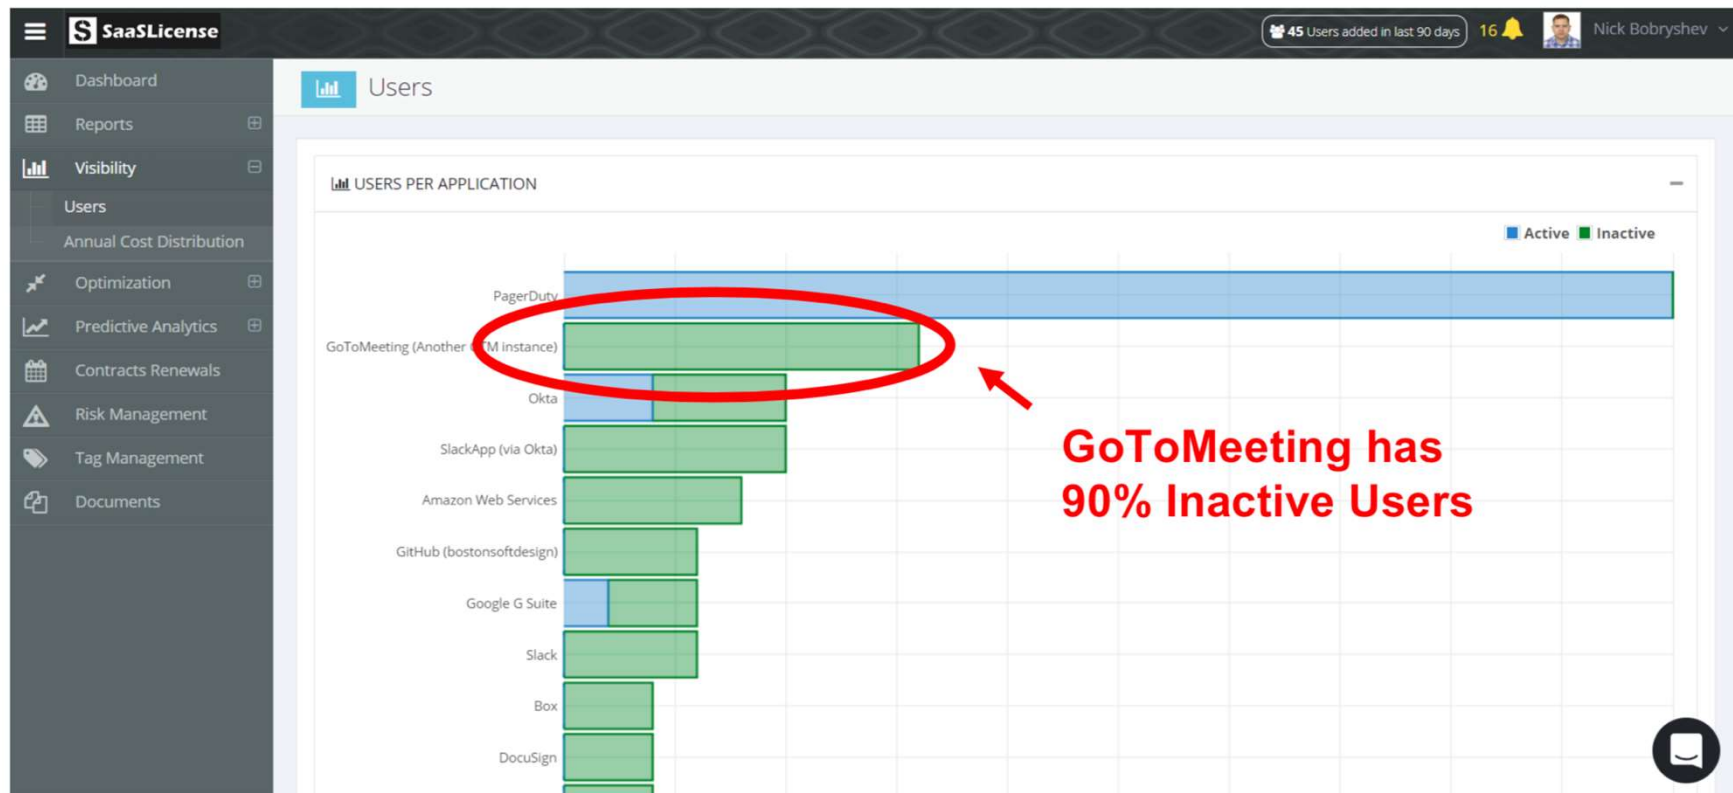 SaaSLicense
45 Users added in last 90 days
16
Nick Bobryshev
Dashboard
Reports
Visibility
Users
Annual Cost Distribution
Optimization
Predictive Analytics
Contracts Renewals
Risk Management
Tag Management
Documents
Users
USERS PER APPLICATION
Active Inactive
PagerDuty
GoToMeeting (Another TM instance)
Okta
SlackApp (via Okta)
Amazon Web Services
GitHub (bostonsoftdesign)
Google G Suite
Slack
Box
DocuSign
GoToMeeting has
90% Inactive Users